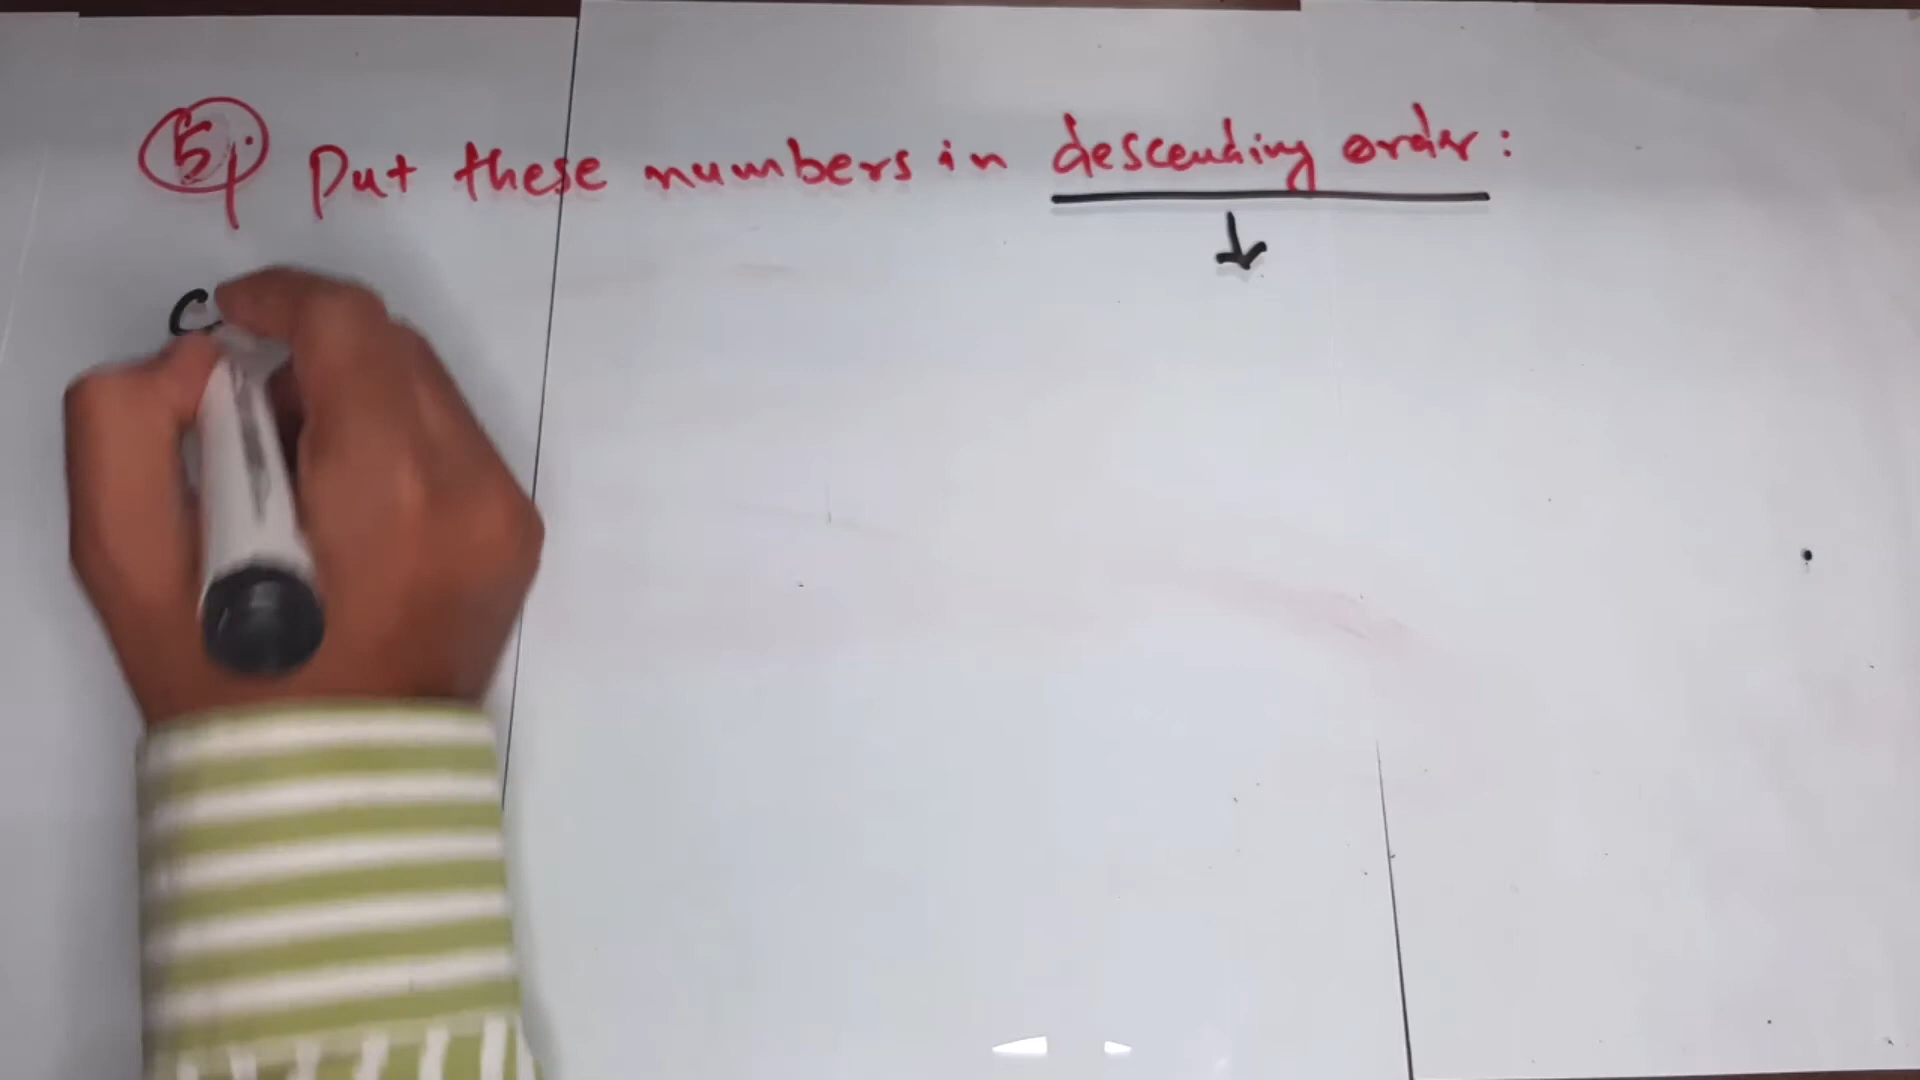 5. Put these numbers in descending order: